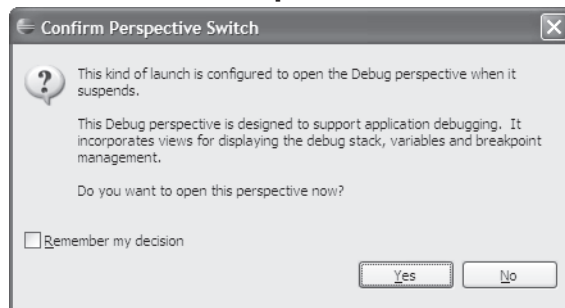 Confirm Perspective Switch
This kind of launch is configured to open the Debug perspective when it
suspends.
This Debug perspective is designed to support application debugging. It
incorporates views for displaying the debug stack, variables and breakpoint
management.
Do you want to open this perspective now?
Remember my decision
Yes No